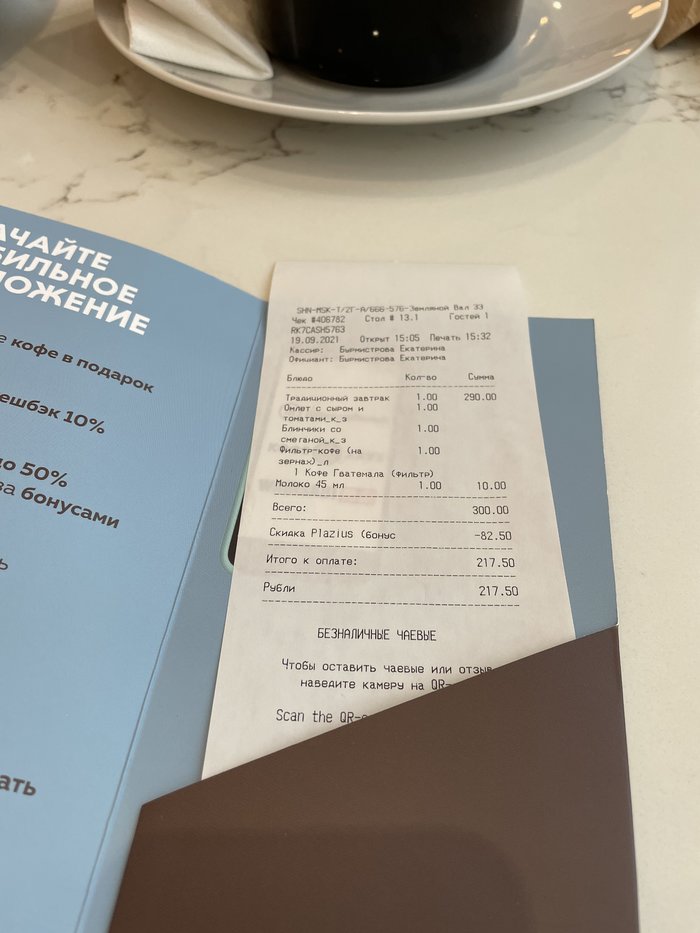 АЧАЙТЕ
БИЛЬНОЕ
ЛОЖЕНИЕ
е кофе в подарок
ешбэк 10%
до 50%
за бонусами
ь
ать
SHN-MSK-T/2Г-А/666-576-Земляной Вал 33
Чек #406782 Стол # 13.1 Гостей 1
RK7CASH5763
19.09.2021 Открыт 15:05 Печать 15:32
Кассир: Бурмистрова Екатерина
Официант: Бурмистрова Екатерина
Блюдо Кол-во Сумма
Традиционный завтрак 1.00 290.00
Омлет с сыром и 1.00
томатами_к_з
Блинчики со 1.00
сметаной_к_з
Фильтр-кофе (на 1.00
зернах)_л
1 Кофе Гватемала (Фильтр)
Молоко 45 мл 1.00 10.00
Всего: 300.00
Скидка Plazius (бонус -82.50
Итого к оплате: 217.50
Рубли 217.50
БЕЗНАЛИЧНЫЕ ЧАЕВЫЕ
Чтобы оставить чаевые или отзыв
наведите камеру на QR-
Scan the QR-